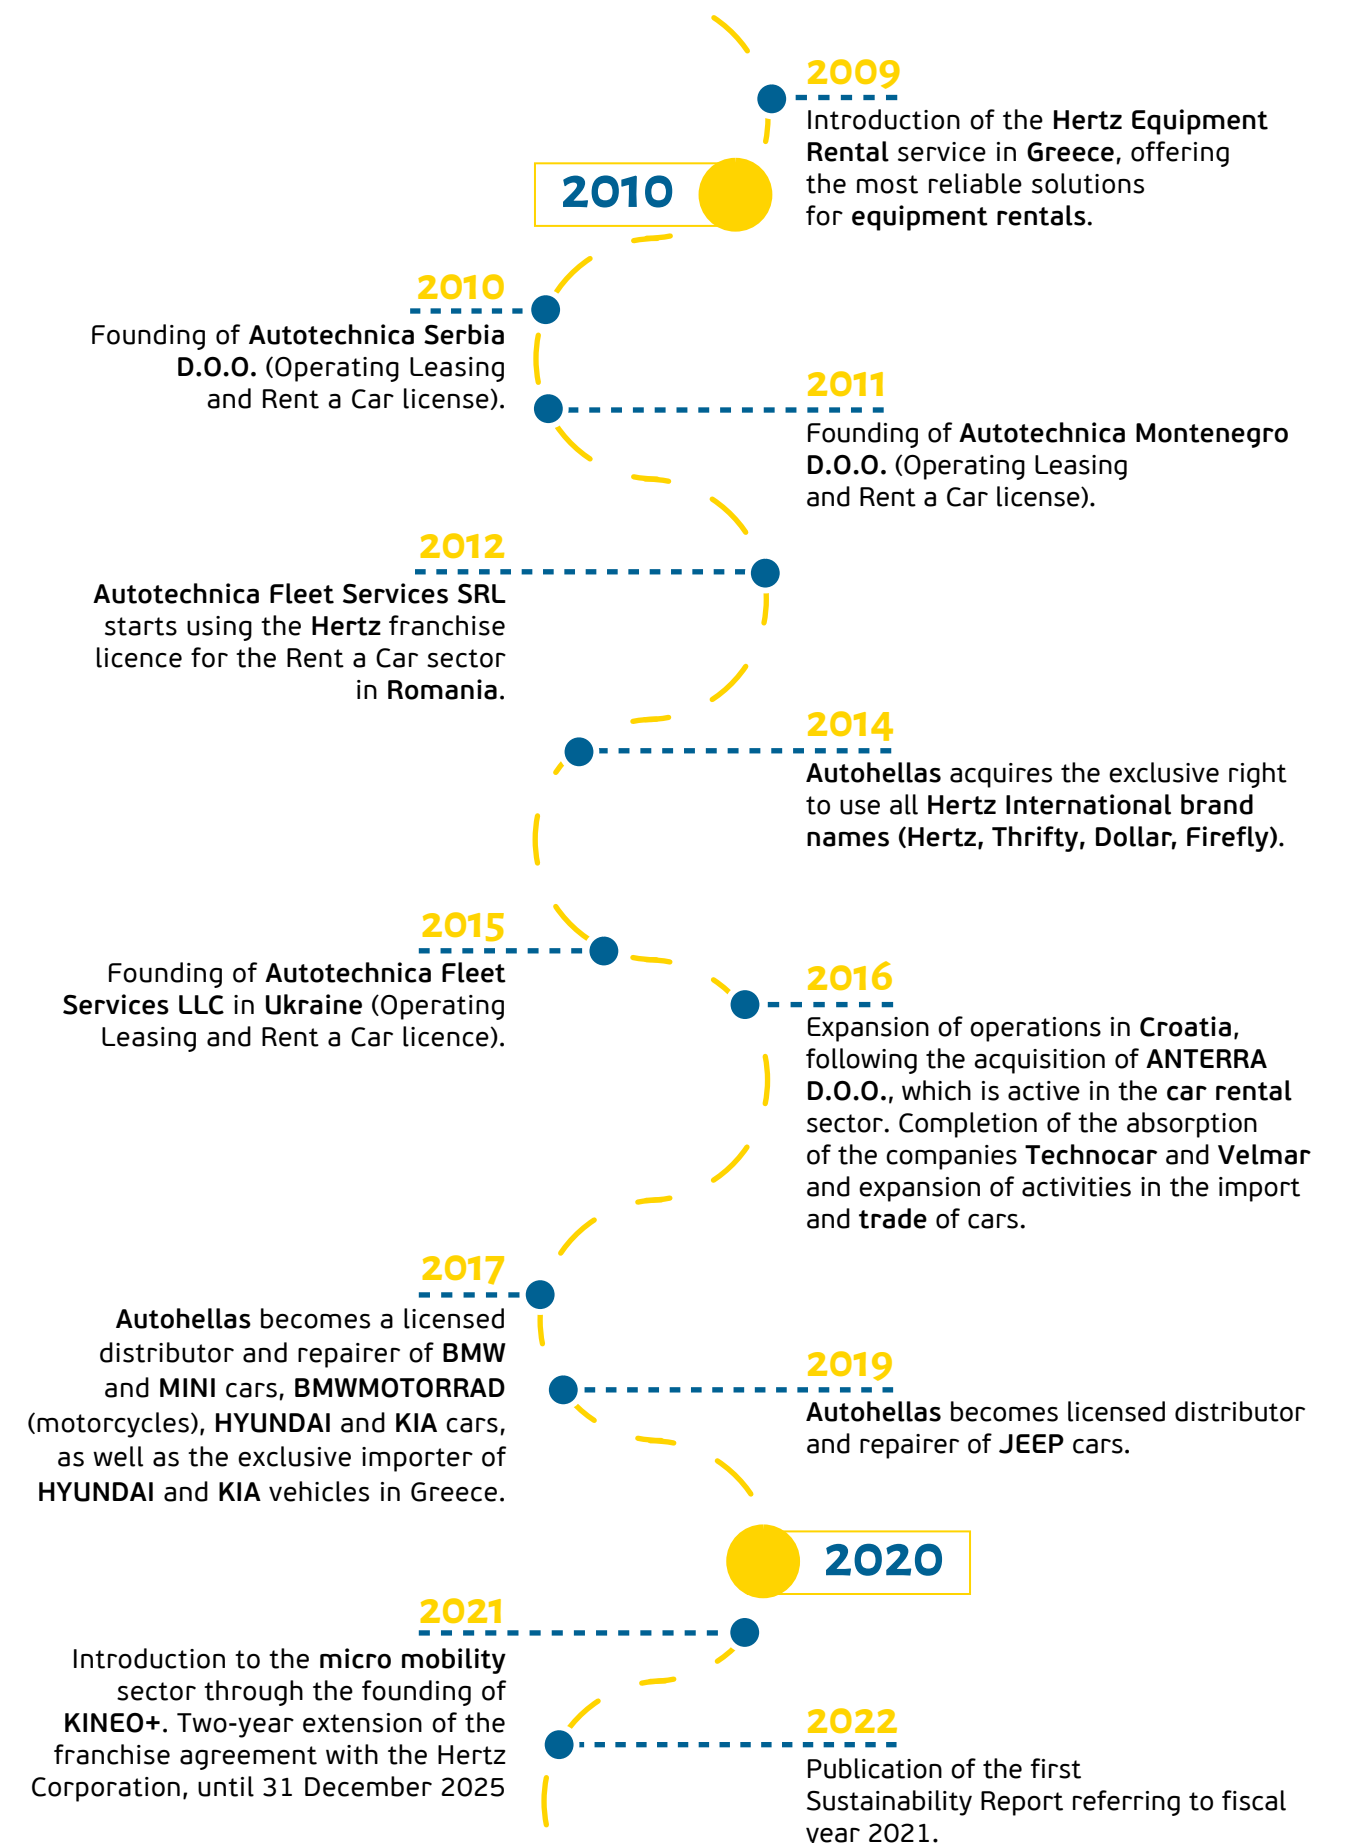 2009
Introduction of the Hertz Equipment
Rental service in Greece, offering
the most reliable solutions
for equipment rentals.
2010
2010
Founding of Autotechnica Serbia
D.O.O. (Operating Leasing
and Rent a Car license).
2011
Founding of Autotechnica Montenegro
D.O.O. (Operating Leasing
and Rent a Car license).
2012
Autotechnica Fleet Services SRL
starts using the Hertz franchise
licence for the Rent a Car sector
in Romania.
2014
Autohellas acquires the exclusive right
to use all Hertz International brand
names (Hertz, Thrifty, Dollar, Firefly).
2015
Founding of Autotechnica Fleet
Services LLC in Ukraine (Operating
Leasing and Rent a Car licence).
2016
Expansion of operations in Croatia,
following the acquisition of ANTERRA
D.O.O., which is active in the car rental
sector. Completion of the absorption
of the companies Technocar and Velmar
and expansion of activities in the import
and trade of cars.
2017
Autohellas becomes a licensed
distributor and repairer of BMW
and MINI cars, BMWMOTORRAD
(motorcycles), HYUNDAI and KIA cars,
as well as the exclusive importer of
HYUNDAI and KIA vehicles in Greece.
2019
Autohellas becomes licensed distributor
and repairer of JEEP cars.
2020
2021
Introduction to the micro mobility
sector through the founding of
KINEO+. Two-year extension of the
franchise agreement with the Hertz
Corporation, until 31 December 2025
2022
Publication of the first
Sustainability Report referring to fiscal
year 2021.